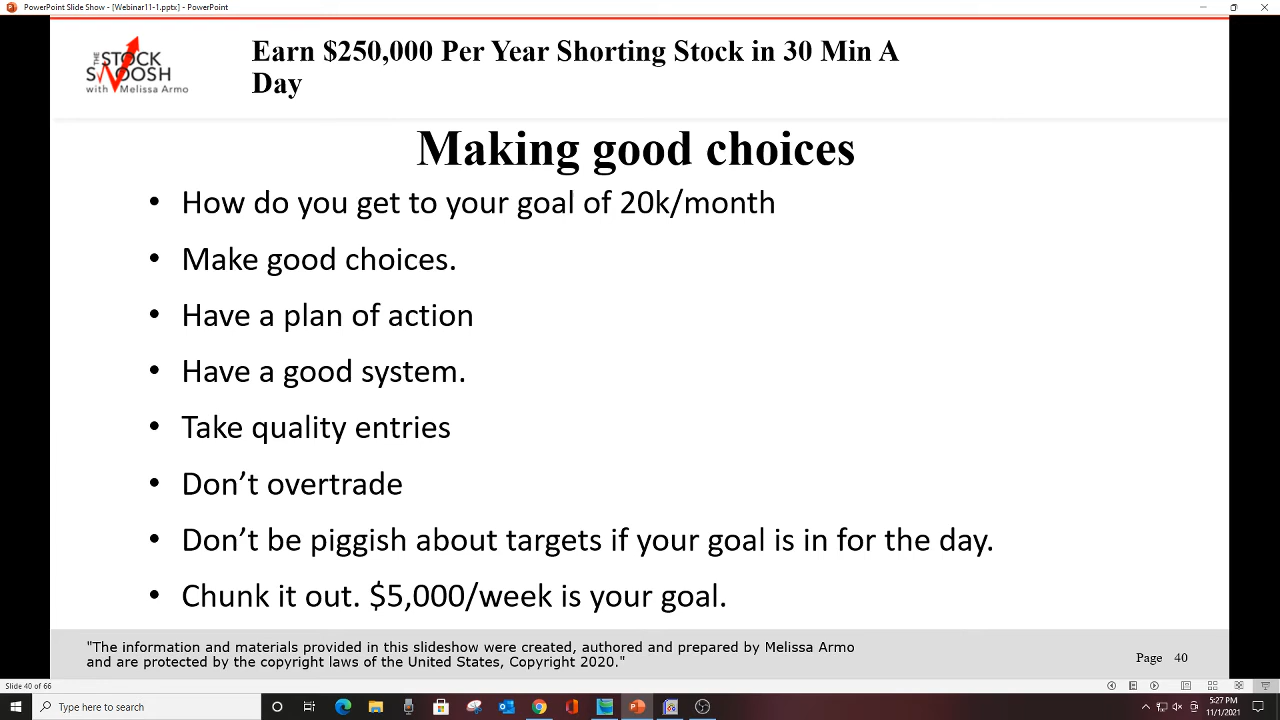 PowerPoint Slide Show - [Webinar11-1.pptx] - PowerPoint
THE
STOCK
SWOOSH
with Melissa Armo
Earn $250,000 Per Year Shorting Stock in 30 Min A
Day
Making good choices
• How do you get to your goal of 20k/month
• Make good choices.
• Have a plan of action
• Have a good system.
• Take quality entries
• Don’t overtrade
• Don’t be piggish about targets if your goal is in for the day.
• Chunk it out. $5,000/week is your goal.
"The information and materials provided in this slideshow were created, authored and prepared by Melissa Armo
and are protected by the copyright laws of the United States, Copyright 2020."
Page 40
Slide 40 of 66
Type here to search
5:27 PM
11/1/2021